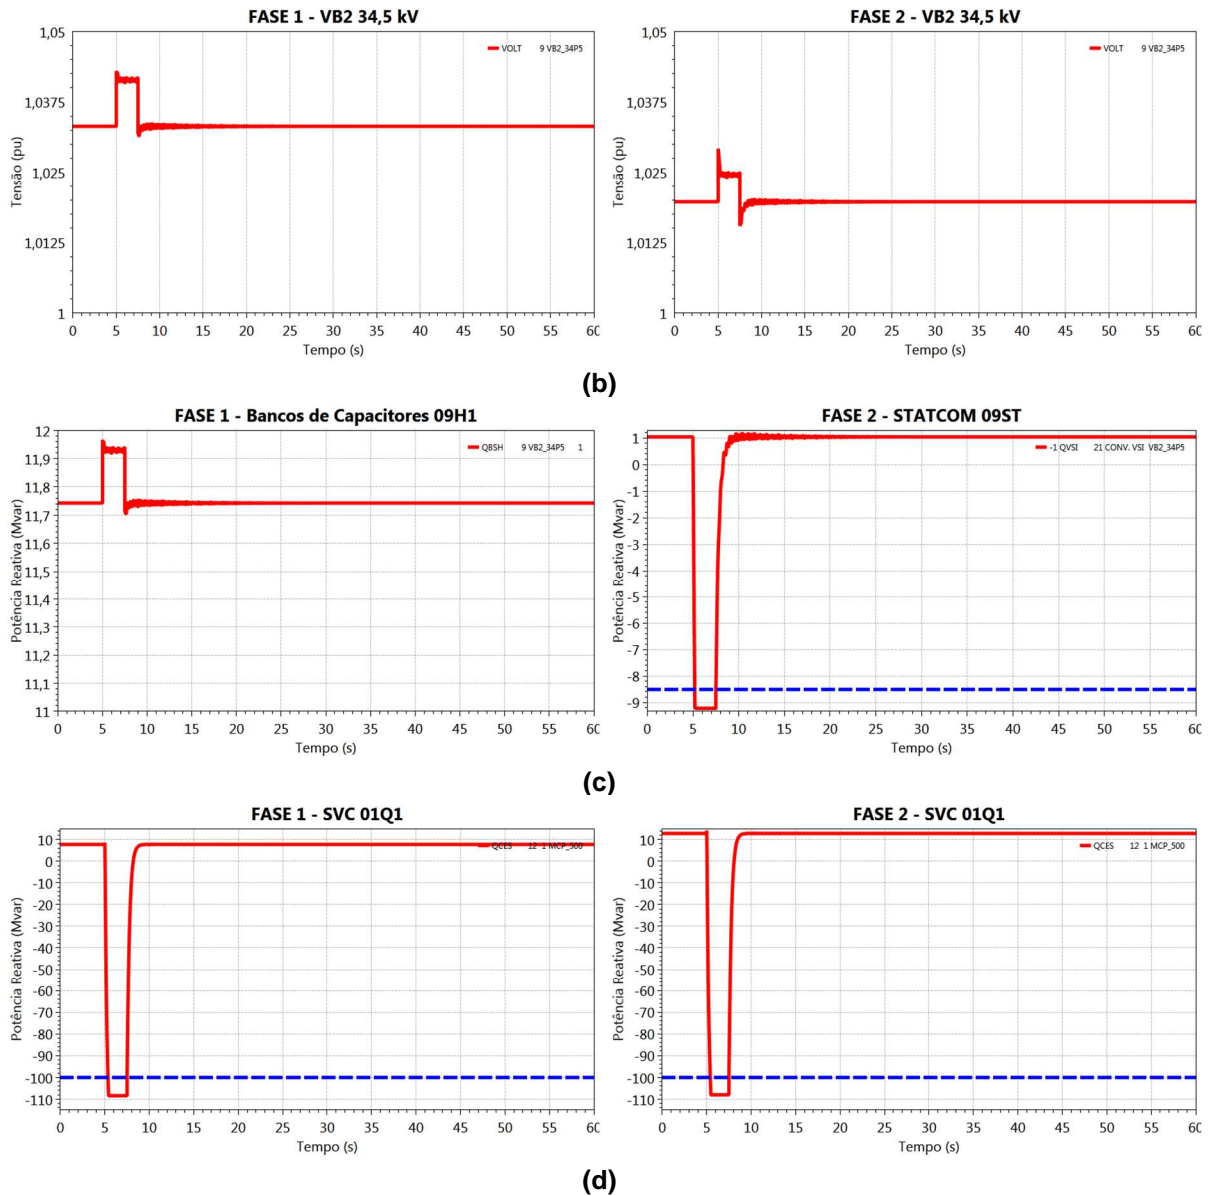 FASE 1 - VB2 34,5 kV
1,05
1,0375
1,025
1,0125
1
Tensão (pu)
VOLT 9 VB2_34P5
0 5 10 15 20 25 30 35 40 45 50 55 60
Tempo (s)
FASE 2 - VB2 34,5 kV
1,05
1,0375
1,025
1,0125
1
Tensão (pu)
VOLT 9 VB2_34P5
0 5 10 15 20 25 30 35 40 45 50 55 60
Tempo (s)
(b)
FASE 1 - Bancos de Capacitores 09H1
12
11,9
11,8
11,7
11,6
11,5
11,4
11,3
11,2
11,1
11
Potência Reativa (Mvar)
QBSH 9 VB2_34P5 1
0 5 10 15 20 25 30 35 40 45 50 55 60
Tempo (s)
FASE 2 - STATCOM 09ST
1
0
-1
-2
-3
-4
-5
-6
-7
-8
-9
Potência Reativa (Mvar)
-1 QVSI 21 CONV. VSI VB2_34P5
0 5 10 15 20 25 30 35 40 45 50 55 60
Tempo (s)
(c)
FASE 1 - SVC 01Q1
10
0
-10
-20
-30
-40
-50
-60
-70
-80
-90
-100
-110
Potência Reativa (Mvar)
QCES 12 1 MCP_500
0 5 10 15 20 25 30 35 40 45 50 55 60
Tempo (s)
FASE 2 - SVC 01Q1
10
0
-10
-20
-30
-40
-50
-60
-70
-80
-90
-100
-110
Potência Reativa (Mvar)
QCES 12 1 MCP_500
0 5 10 15 20 25 30 35 40 45 50 55 60
Tempo (s)
(d)